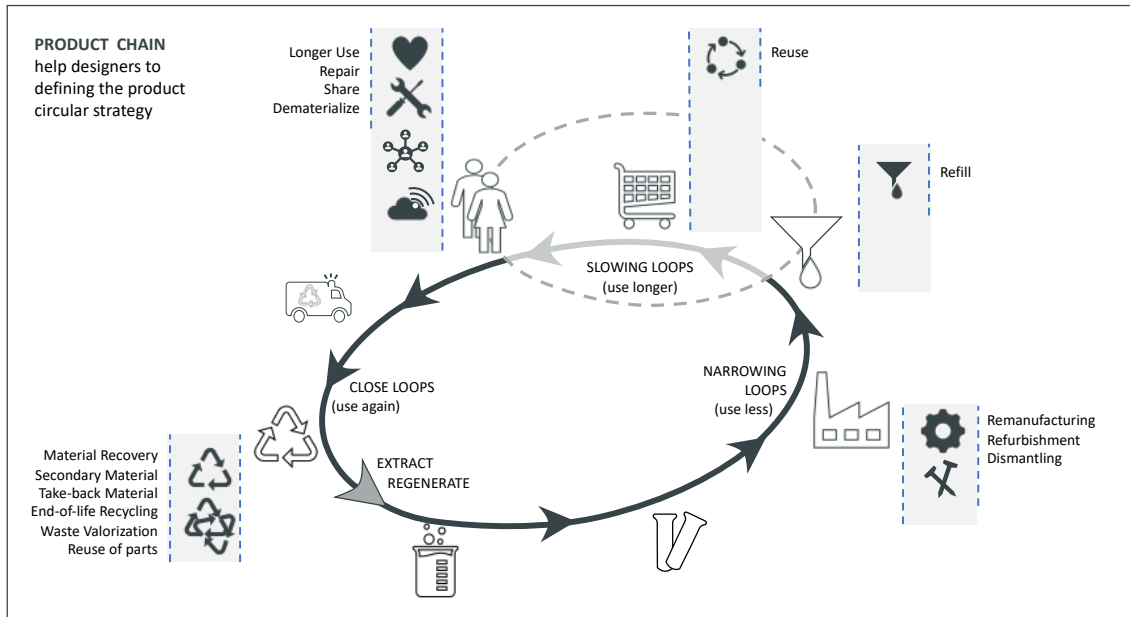 PRODUCT CHAIN
help designers to
defining the product
circular strategy
Longer Use
Repair
Share
Dematerialize
Reuse
Refill
SLOWING LOOPS
(use longer)
CLOSE LOOPS
(use again)
NARROWING
LOOPS
(use less)
Remanufacturing
Refurbishment
Dismantling
Material Recovery
Secondary Material
Take-back Material
End-of-life Recycling
Waste Valorization
Reuse of parts
EXTRACT
REGENERATE